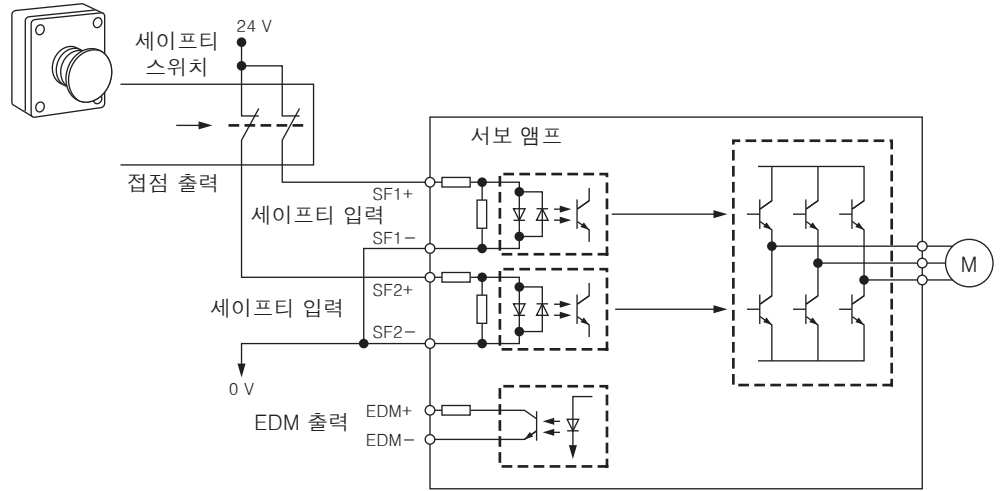 세이프티
스위치
24 V
접점 출력
서보 앰프
SF1+
세이프티 입력
SF1−
SF2+
세이프티 입력
SF2−
0 V
EDM 출력
EDM+
EDM−
M